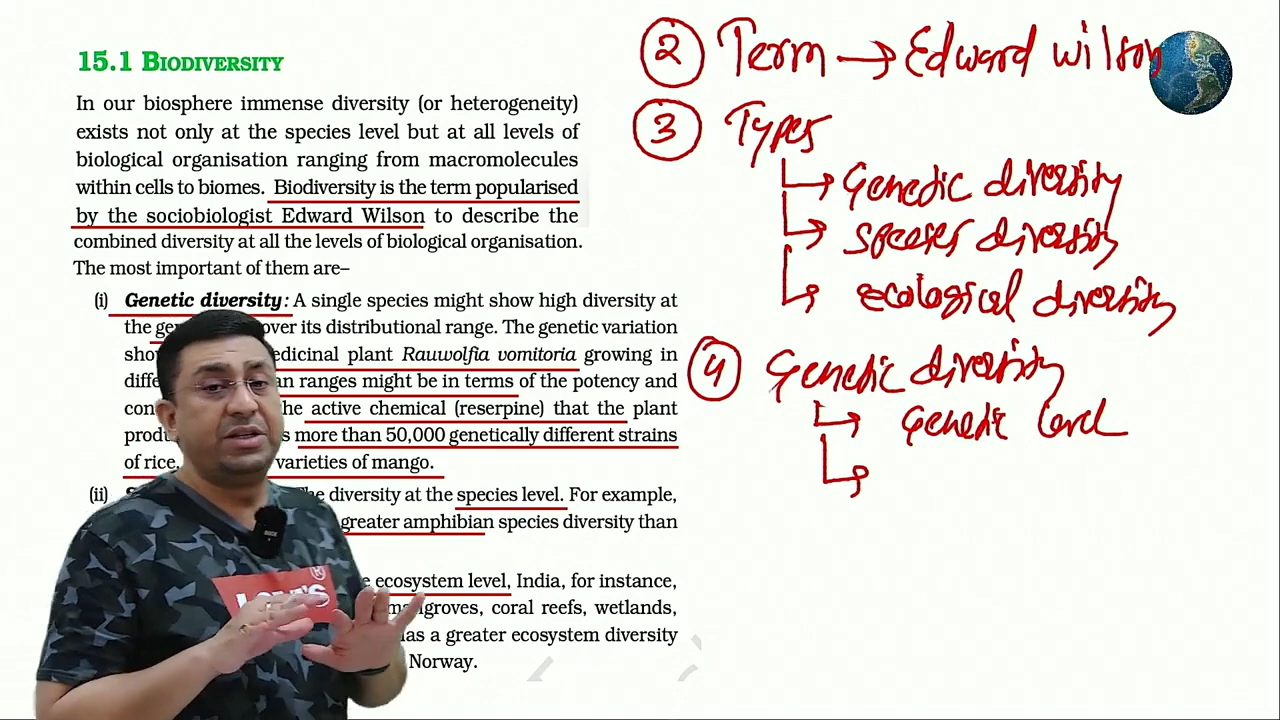 15.1 BIODIVERSITY
In our biosphere immense diversity (or heterogeneity)
exists not only at the species level but at all levels of
biological organisation ranging from macromolecules
within cells to biomes. Biodiversity is the term popularised
by the sociobiologist Edward Wilson to describe the
combined diversity at all the levels of biological organisation.
The most important of them are–
(i) Genetic diversity: A single species might show high diversity at
the over its distributional range. The genetic variation
plant Rauwolfia vomitoria growing in
ranges might be in terms of the potency and
the active chemical (reserpine) that the plant
more than 50,000 genetically different strains
of rice, varieties of mango.
(ii) diversity at the species level. For example,
greater amphibian species diversity than
ecosystem level, India, for instance,
coral reefs, wetlands,
has a greater ecosystem diversity
Norway.
2 Term → Edward wilson
3 Types
Genetic diversity
species diversity
ecological diversity
4 Genetic diversity
Genetic level
LEVI'S